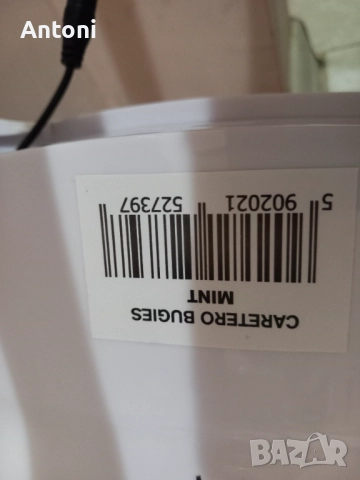 Antoni
CARETERO BUGIES
MINT
5 902021 527397
BAZAR